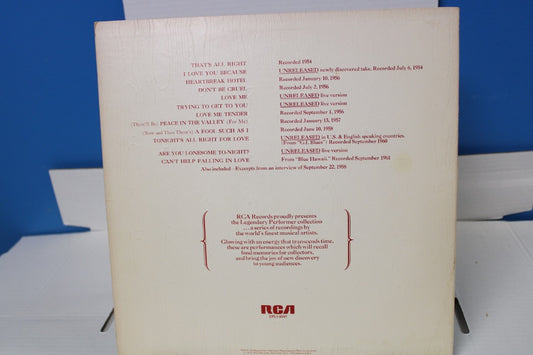 THAT'S ALL RIGHT Recorded 1954
I LOVE YOU BECAUSE UNRELEASED newly discovered take. Recorded July 6, 1954
HEARTBREAK HOTEL Recorded January 10, 1956
DON'T BE CRUEL Recorded July 2, 1956
LOVE ME UNRELEASED live version
TRYING TO GET TO YOU UNRELEASED live version
LOVE ME TENDER Recorded September 1, 1956
(There'll Be) PEACE IN THE VALLEY (For Me) Recorded January 13, 1957
(Now and Then There's) A FOOL SUCH AS I Recorded June 10, 1958
TONIGHT'S ALL RIGHT FOR LOVE UNRELEASED in U.S. & English speaking countries.
(From "G.I. Blues") Recorded September 1960
ARE YOU LONESOME TO-NIGHT? UNRELEASED live version
CAN'T HELP FALLING IN LOVE From "Blue Hawaii." Recorded September 1961
Also included - Excerpts from an interview of September 22, 1958
RCA Records proudly presents
the Legendary Performer collection
...a series of recordings by
the world's finest musical artists.
Glowing with an energy that transcends time,
these are performances which will recall
fond memories for collectors,
and bring the joy of new discovery
to young audiences.
RCA
CPL1-0341